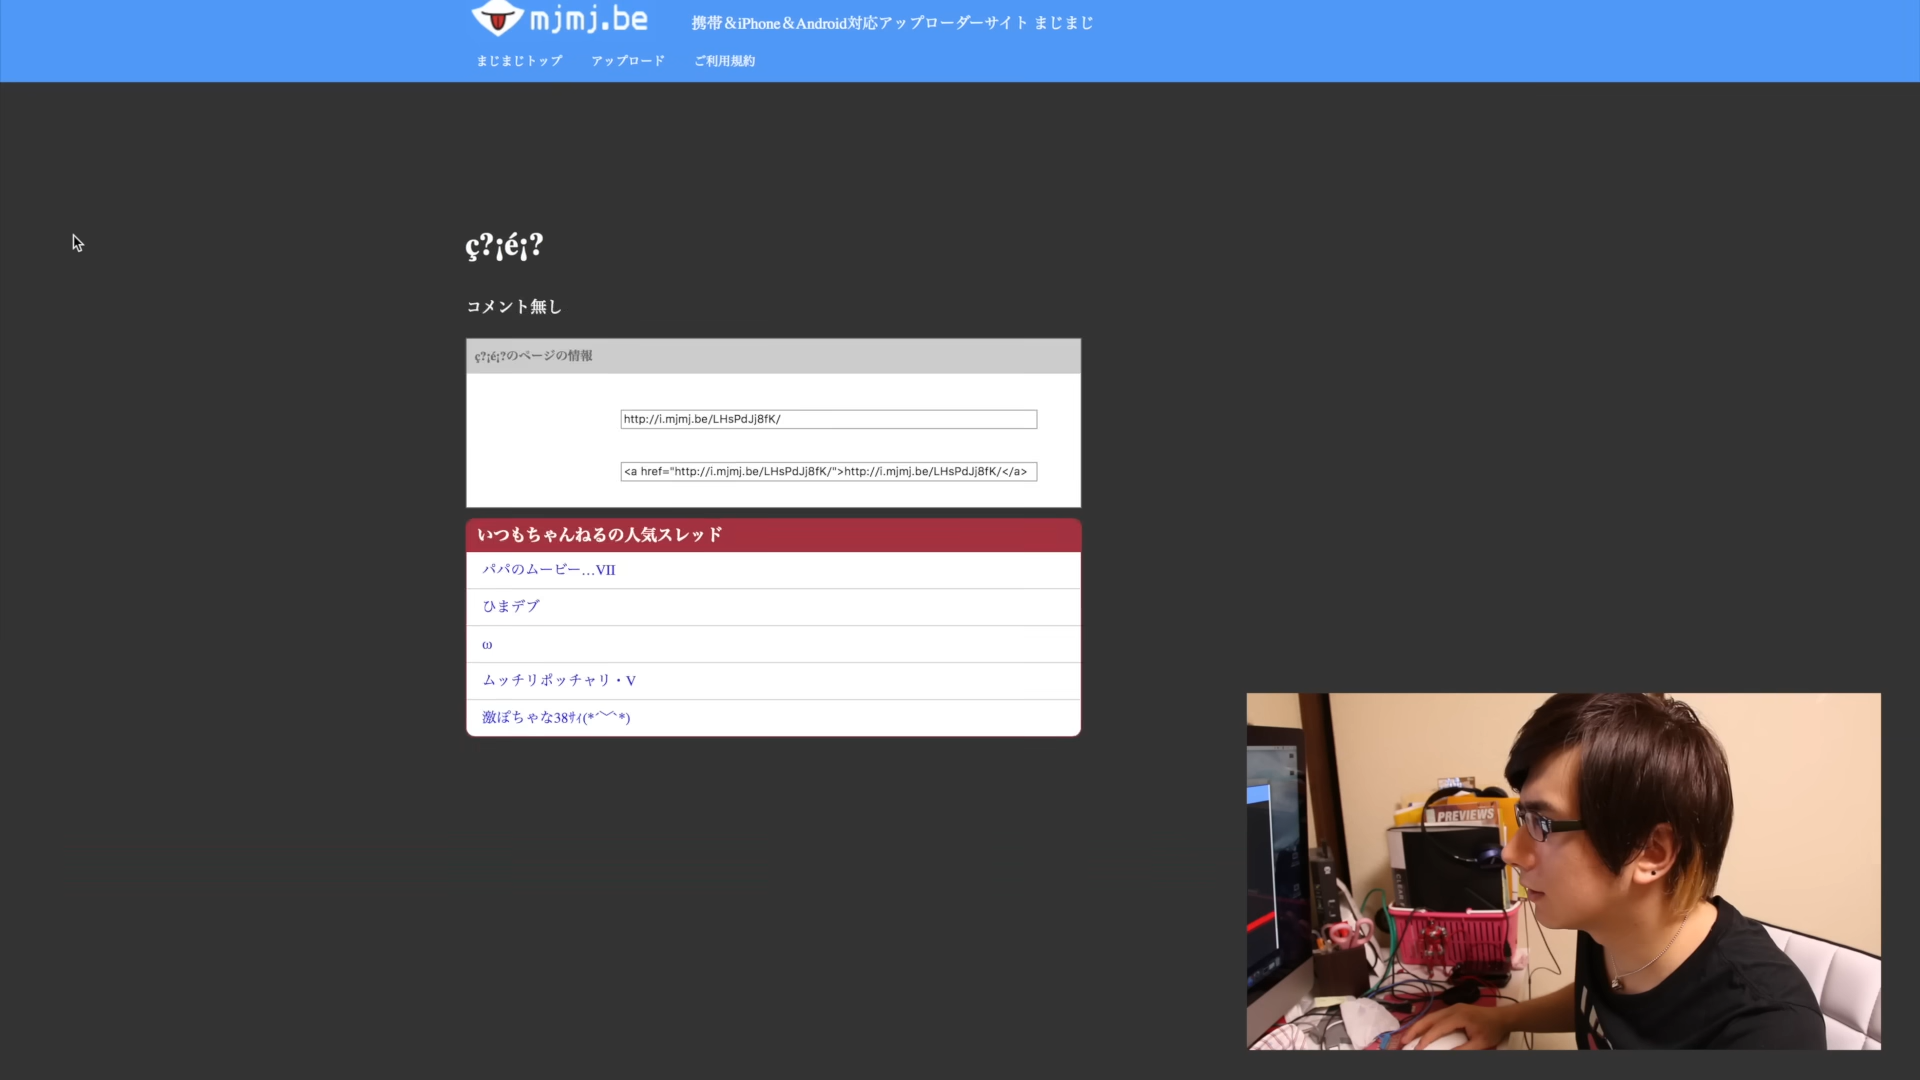 mjmj.be
携帯＆iPhone＆Android対応アップローダーサイト まじまじ
まじまじトップ アップロード ご利用規約
ç?¡é¡?
コメント無し
ç?¡é¡?のページの情報
http://i.mjmj.be/LHsPdJj8fK/
<a href="http://i.mjmj.be/LHsPdJj8fK/">http://i.mjmj.be/LHsPdJj8fK/</a>
いつもちゃんねるの人気スレッド
パパのムービー…VII
ひまデブ
ω
ムッチリポッチャリ・V
激ぽちゃな38ｻｨ(*´︶`*)
PREVIEWS